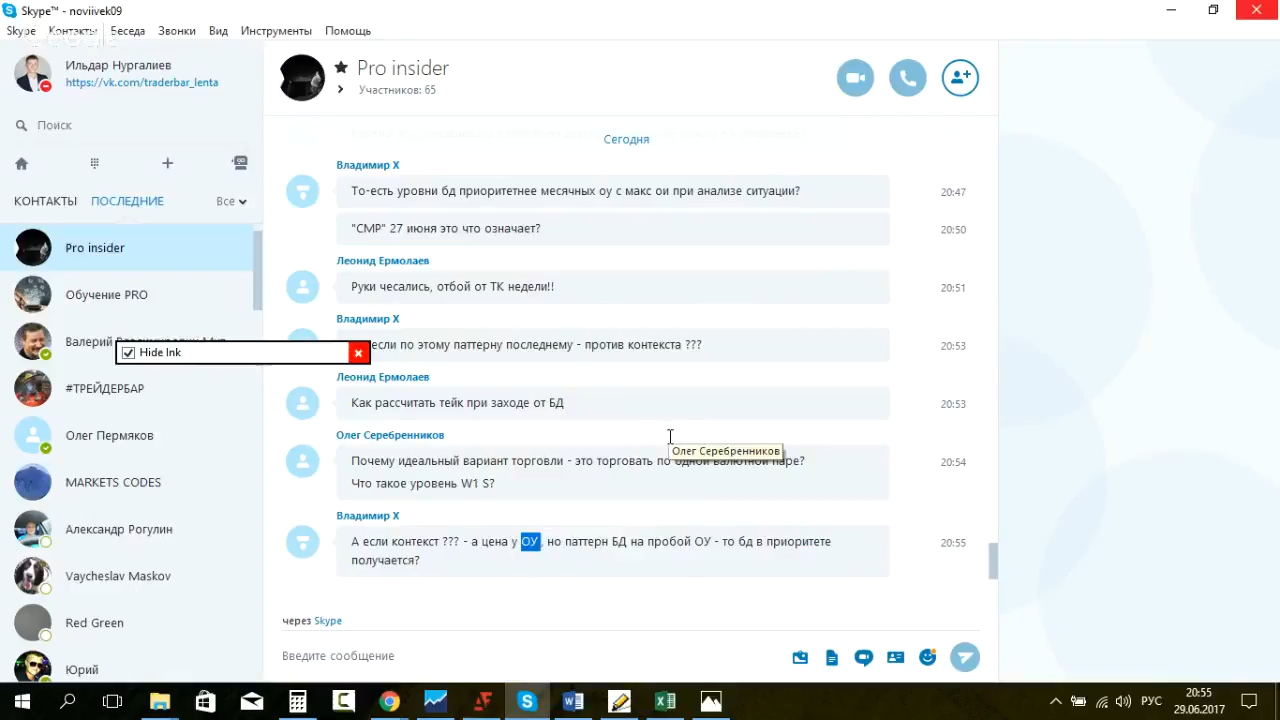 Skype™ - noviivek09
Skype Контакты Беседа Звонки Вид Инструменты Помощь
Ильдар Нургалиев
https://vk.com/traderbar_lenta
Поиск
КОНТАКТЫ ПОСЛЕДНИЕ Все
Pro insider
Обучение PRO
Валерий
Hide Ink
#ТРЕЙДЕРБАР
Олег Пермяков
MARKETS CODES
Александр Рогулин
Vaycheslav Maskov
Red Green
Юрий
Pro insider
Участников: 65
Сегодня
Владимир Х
То-есть уровни бд приоритетнее месячных оу с макс ои при анализе ситуации?
20:47
"СМР" 27 июня это что означает?
20:50
Леонид Ермолаев
Руки чесались, отбой от ТК недели!!
20:51
Владимир Х
если по этому паттерну последнему - против контекста ???
20:53
Леонид Ермолаев
Как рассчитать тейк при заходе от БД
20:53
Олег Серебренников
Олег Серебренников
Почему идеальный вариант торговли - это торговать по одной валютной паре?
20:54
Что такое уровень W1 S?
Владимир Х
А если контекст ??? - а цена у ОУ, но паттерн БД на пробой ОУ - то бд в приоритете
20:55
получается?
через Skype
Введите сообщение
РУС
20:55
29.06.2017